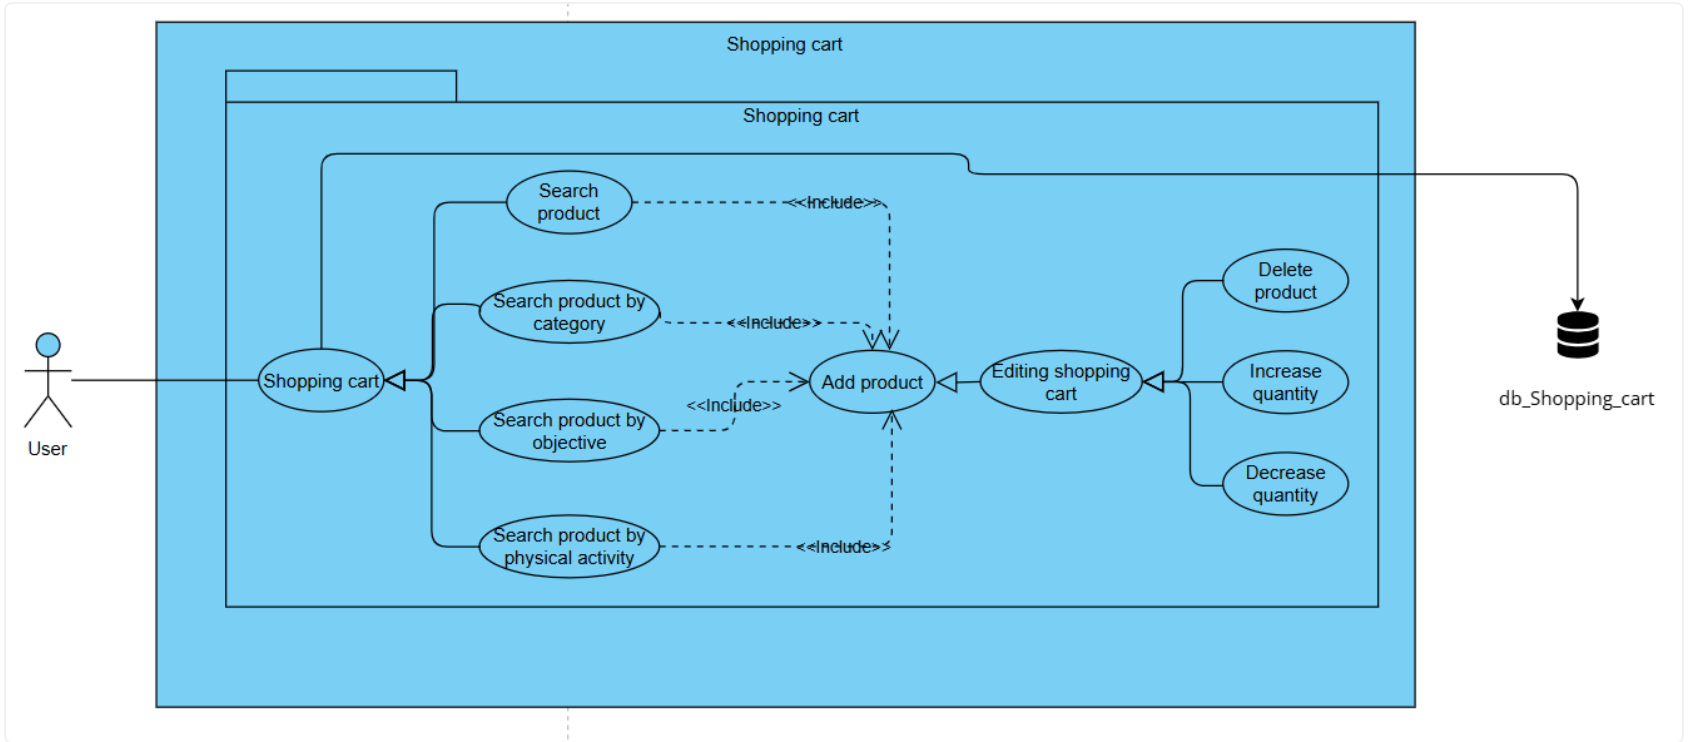 Shopping cart
Shopping cart
Search
product
<<Include>>
Search product by
category
<<Include>>
Delete
product
Shopping cart
Add product
Editing shopping
cart
Increase
quantity
db_Shopping_cart
<<Include>>
Search product by
objective
User
Decrease
quantity
Search product by
physical activity
<<Include>>